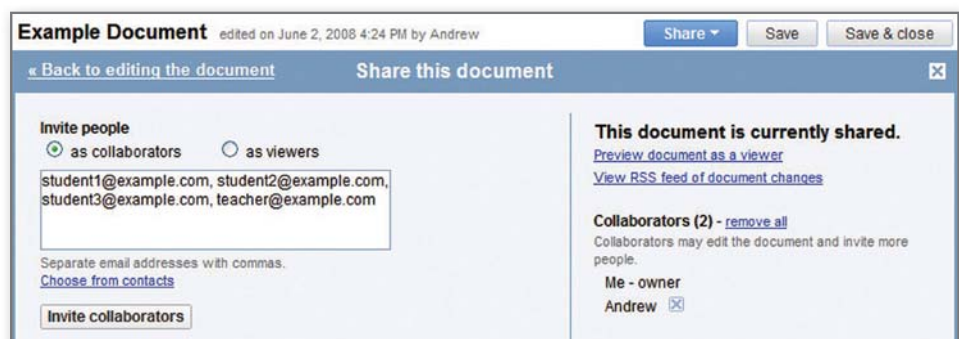 Example Document edited on June 2, 2008 4:24 PM by Andrew Share Save Save & close
« Back to editing the document Share this document
Invite people
as collaborators as viewers
student1@example.com, student2@example.com,
student3@example.com, teacher@example.com
Separate email addresses with commas.
Choose from contacts
Invite collaborators
This document is currently shared.
Preview document as a viewer
View RSS feed of document changes
Collaborators (2) - remove all
Collaborators may edit the document and invite more
people.
Me - owner
Andrew